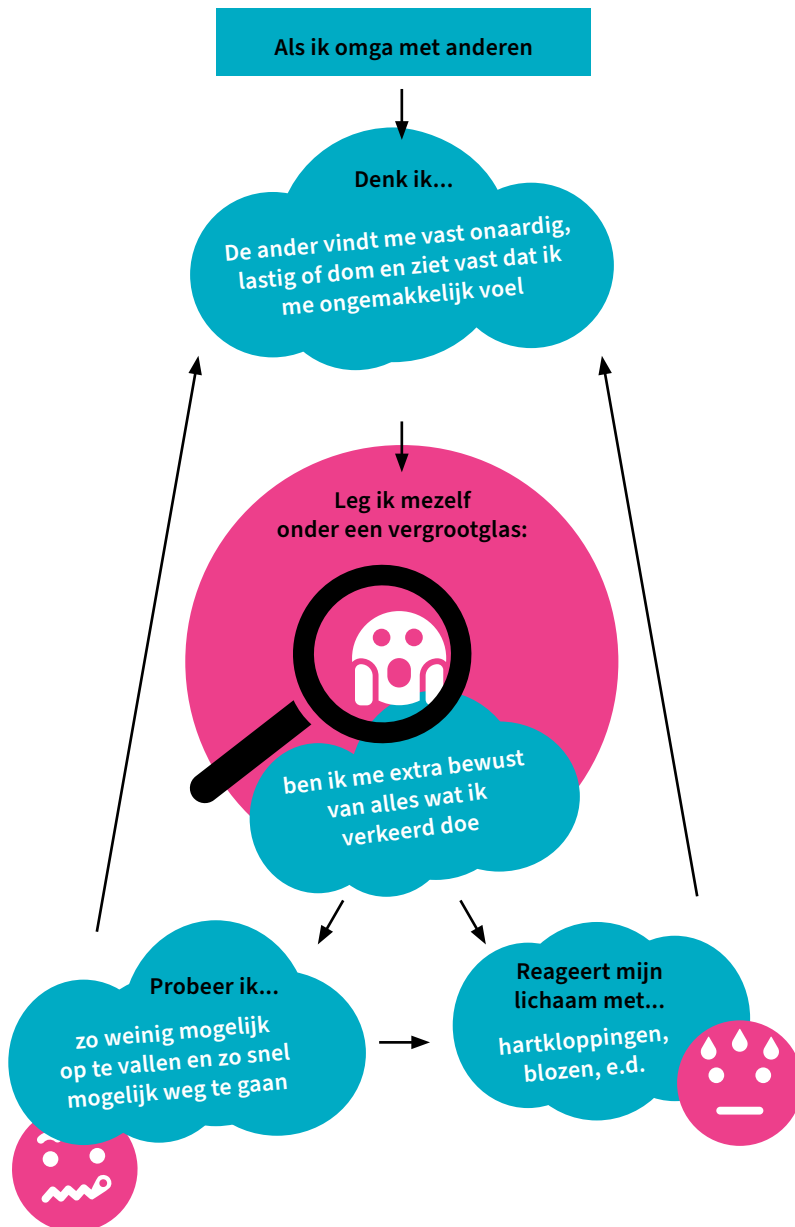 Als ik omga met anderen
Denk ik...
De ander vindt me vast onaardig,
lastig of dom en ziet vast dat ik
me ongemakkelijk voel
Leg ik mezelf
onder een vergrootglas:
ben ik me extra bewust
van alles wat ik
verkeerd doe
Probeer ik...
zo weinig mogelijk
op te vallen en zo snel
mogelijk weg te gaan
Reageert mijn
lichaam met...
hartkloppingen,
blozen, e.d.